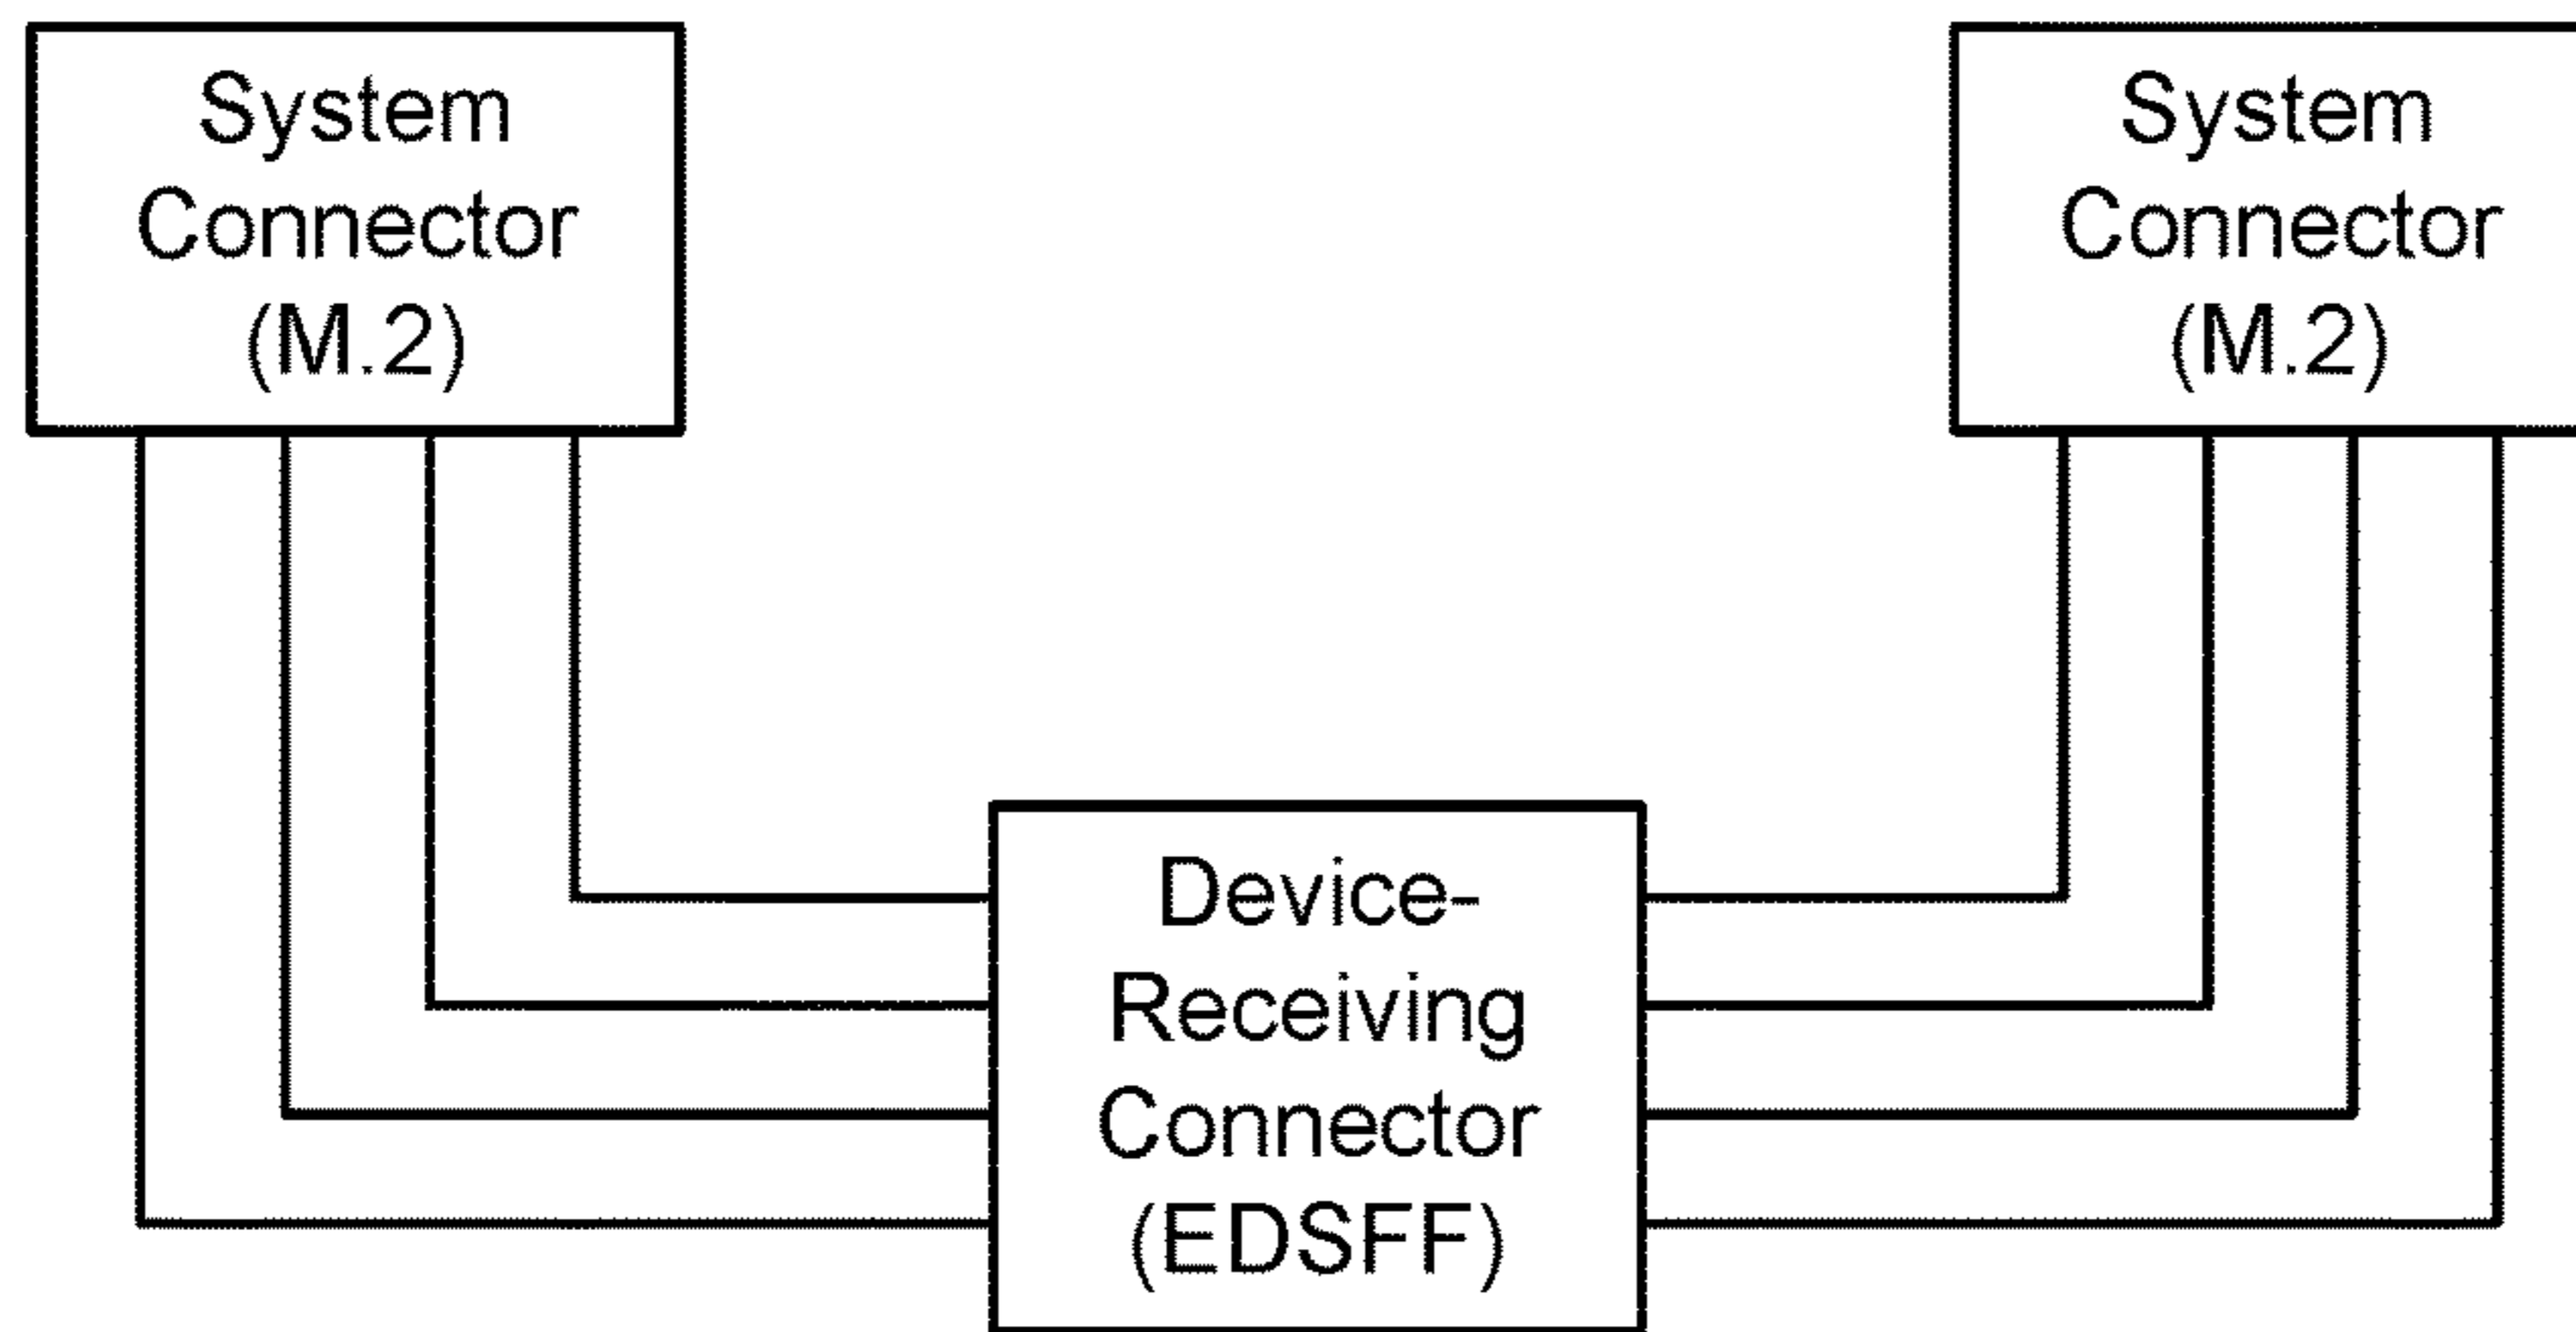 System
Connector
(M.2)
System
Connector
(M.2)
Device-
Receiving
Connector
(EDSFF)